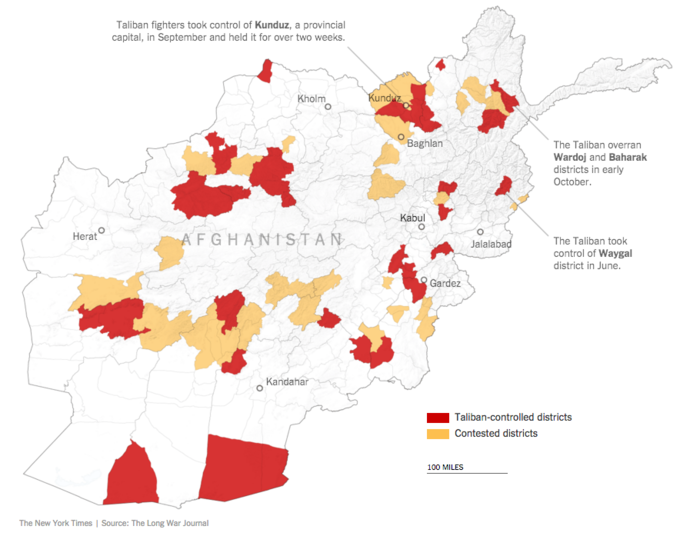 Taliban fighters took control of Kunduz, a provincial
capital, in September and held it for over two weeks.
Kholm
Kunduz
Baghlan
The Taliban overran
Wardoj and Baharak
districts in early
October.
Kabul
Herat
AFGHANISTAN
Jalalabad
The Taliban took
control of Waygal
district in June.
Gardez
Kandahar
Taliban-controlled districts
Contested districts
100 MILES
The New York Times | Source: The Long War Journal